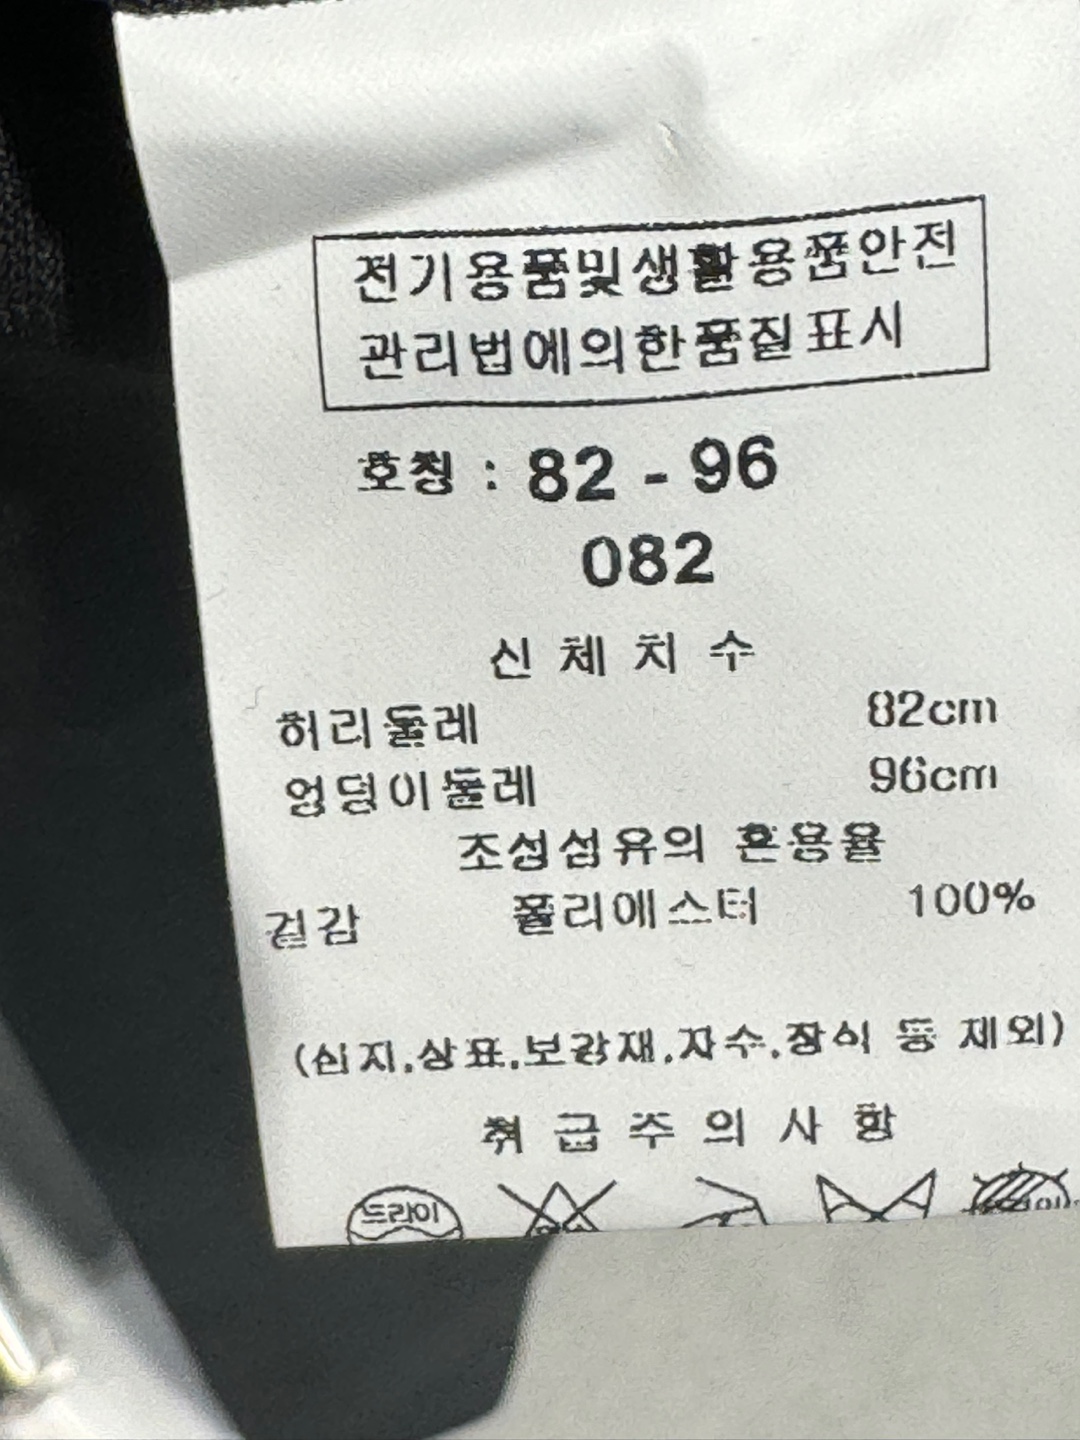 전기용품및생활용품안전
관리법에의한품질표시
호칭 : 82 - 96
082
신 체 치 수
허리둘레 82cm
엉덩이둘레 96cm
조성섬유의 혼용율
겉감 폴리에스터 100%
(심지,상표,보강재,자수,장식 등 제외)
취 급 주 의 사 항
드라이